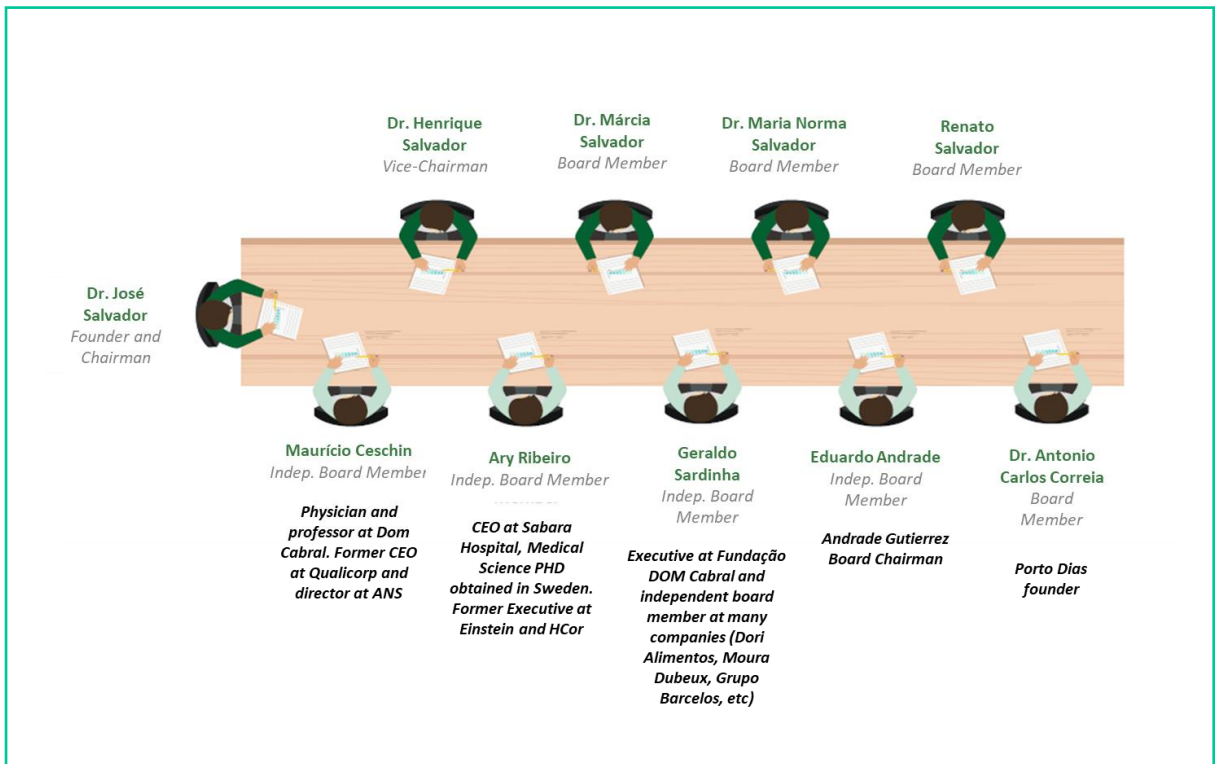 Dr. Henrique
Salvador
Vice-Chairman
Dr. Márcia
Salvador
Board Member
Dr. Maria Norma
Salvador
Board Member
Renato
Salvador
Board Member
Dr. José
Salvador
Founder and
Chairman
Maurício Ceschin
Indep. Board Member
Physician and
professor at Dom
Cabral. Former CEO
at Qualicorp and
director at ANS
Ary Ribeiro
Indep. Board Member
CEO at Sabara
Hospital, Medical
Science PHD
obtained in Sweden.
Former Executive at
Einstein and HCor
Geraldo
Sardinha
Indep. Board
Member
Executive at Fundação
DOM Cabral and
independent board
member at many
companies (Dori
Alimentos, Moura
Dubeux, Grupo
Barcelos, etc)
Eduardo Andrade
Indep. Board
Member
Andrade Gutierrez
Board Chairman
Dr. Antonio
Carlos Correia
Board
Member
Porto Dias
founder